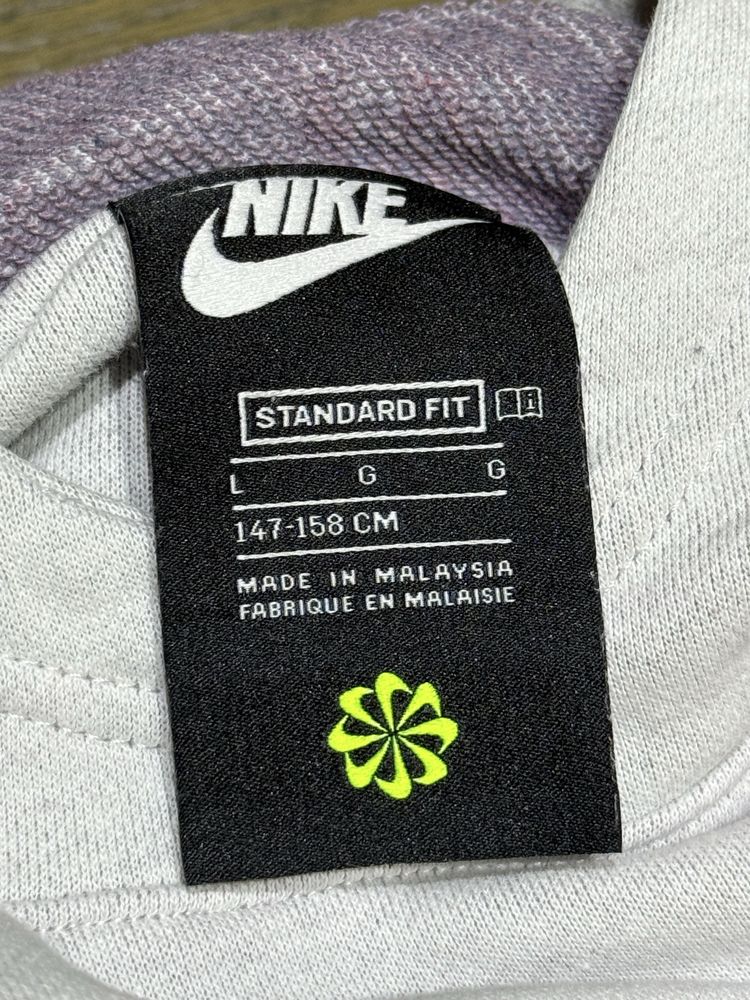 NIKE
STANDARD FIT
L G G
147-158 CM
MADE IN MALAYSIA
FABRIQUE EN MALAISIE